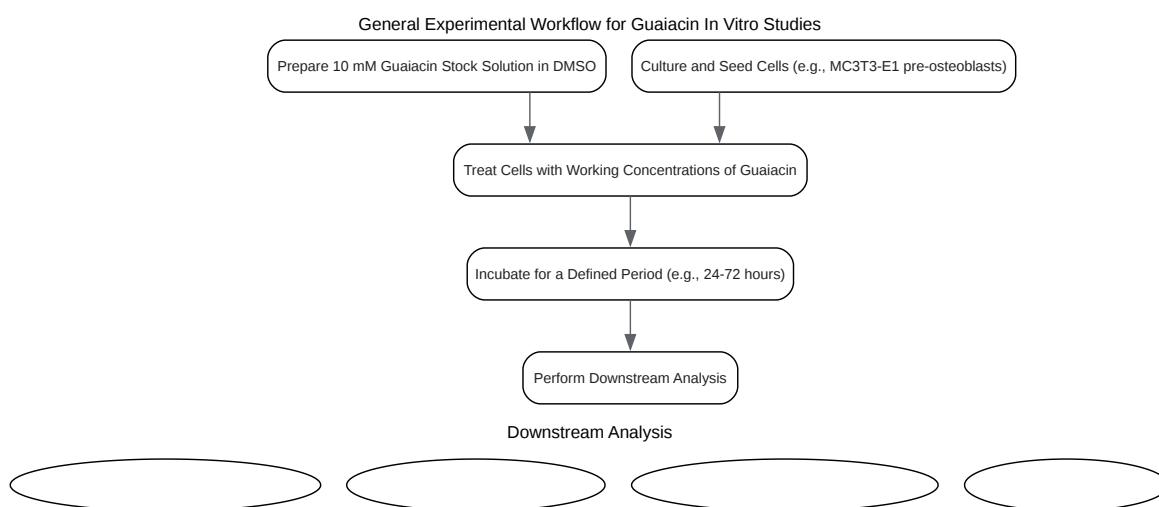 General Experimental Workflow for Guaiacin In Vitro Studies
Prepare 10 mM Guaiacin Stock Solution in DMSO
Culture and Seed Cells (e.g., MC3T3-E1 pre-osteoblasts)
Treat Cells with Working Concentrations of Guaiacin
Incubate for a Defined Period (e.g., 24-72 hours)
Perform Downstream Analysis
Downstream Analysis